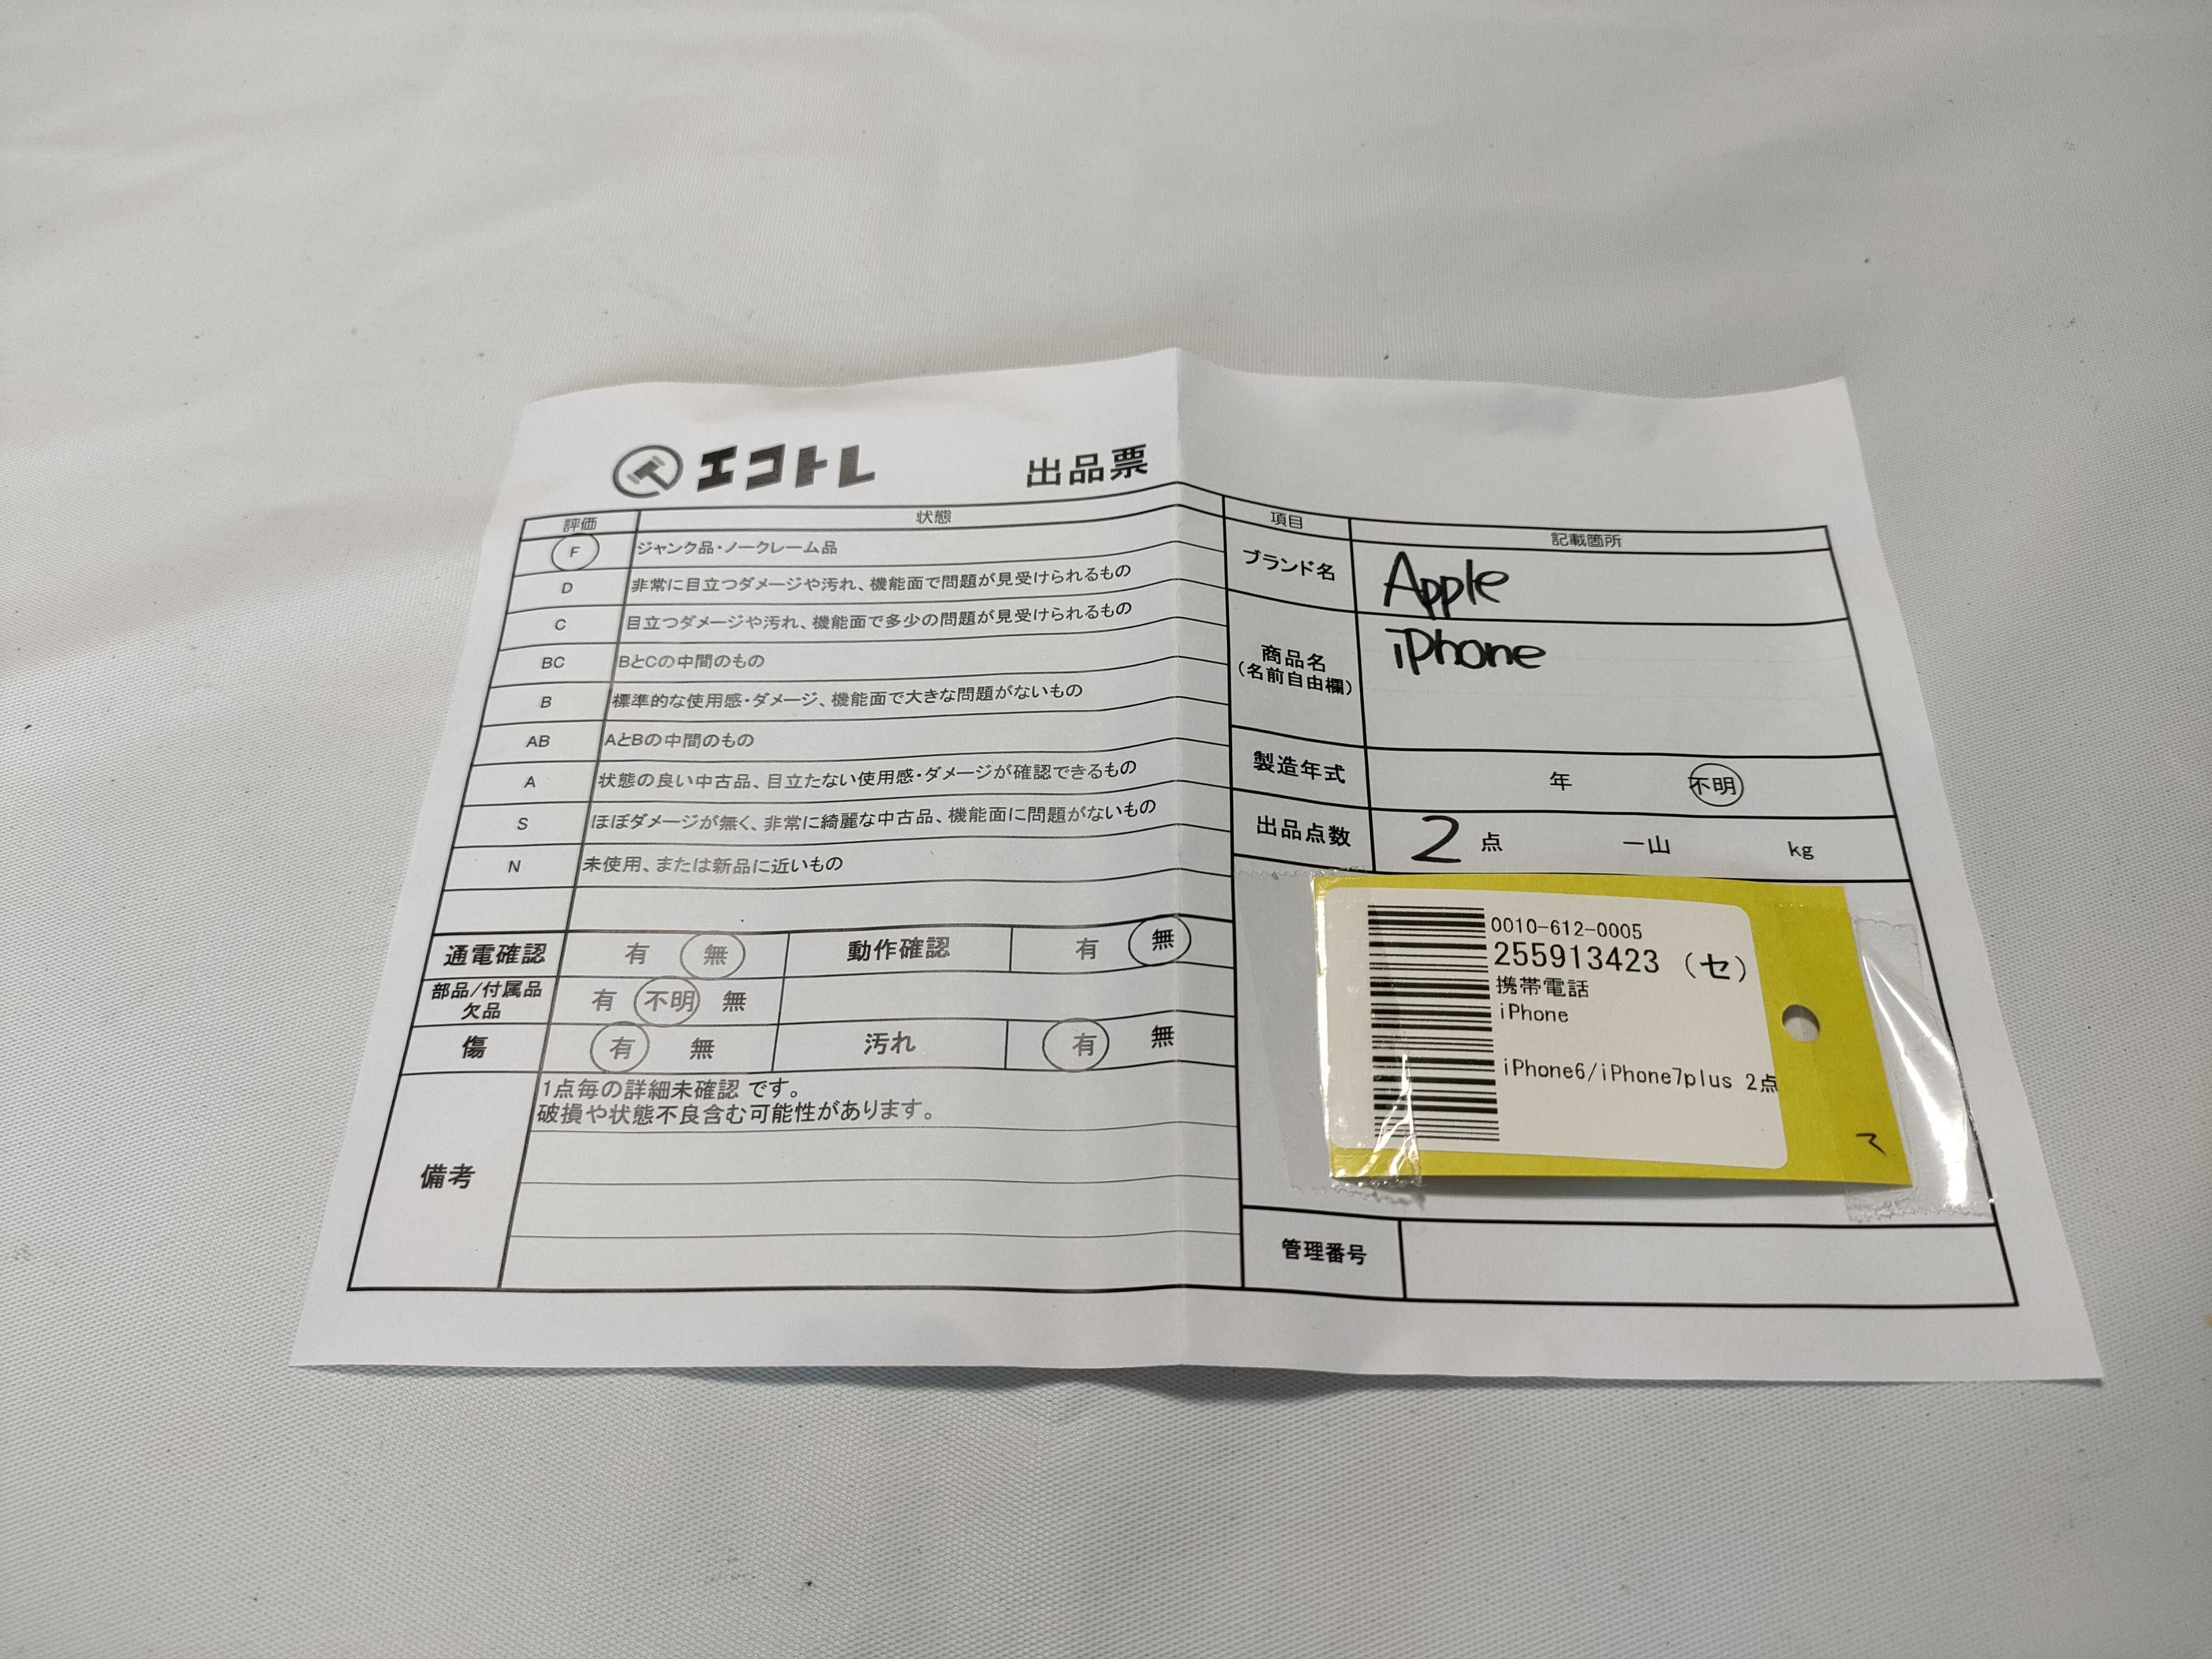 エコトレ 出品票
評価 状態
F ジャンク品・ノークレーム品
D 非常に目立つダメージや汚れ、機能面で問題が見受けられるもの
C 目立つダメージや汚れ、機能面で多少の問題が見受けられるもの
BC BとCの中間のもの
B 標準的な使用感・ダメージ、機能面で大きな問題がないもの
AB AとBの中間のもの
A 状態の良い中古品、目立たない使用感・ダメージが確認できるもの
S ほぼダメージが無く、非常に綺麗な中古品、機能面に問題がないもの
N 未使用、または新品に近いもの
通電確認 有 無 動作確認 有 無
部品/付属品
欠品 有 不明 無
傷 有 無 汚れ 有 無
備考
1点毎の詳細未確認 です。
破損や状態不良含む可能性があります。
項目 記載箇所
ブランド名 Apple
商品名
(名前自由欄) iPhone
製造年式 年 不明
出品点数 2 点 一山 kg
0010-612-0005
255913423 (セ)
携帯電話
iPhone
iPhone6/iPhone7plus 2点
管理番号